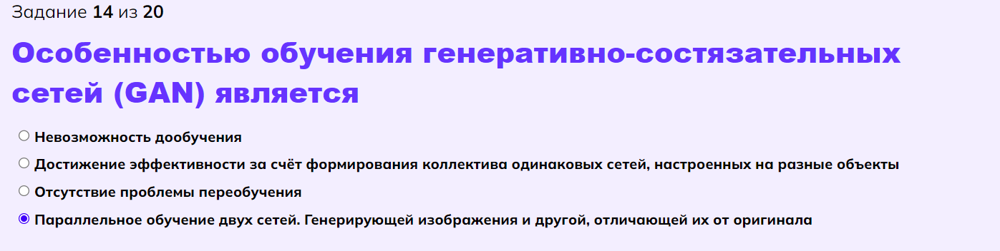 Задание 14 из 20
Особенностью обучения генеративно-состязательных
сетей (GAN) является
Невозможность дообучения
Достижение эффективности за счёт формирования коллектива одинаковых сетей, настроенных на разные объекты
Отсутствие проблемы переобучения
Параллельное обучение двух сетей. Генерирующей изображения и другой, отличающей их от оригинала